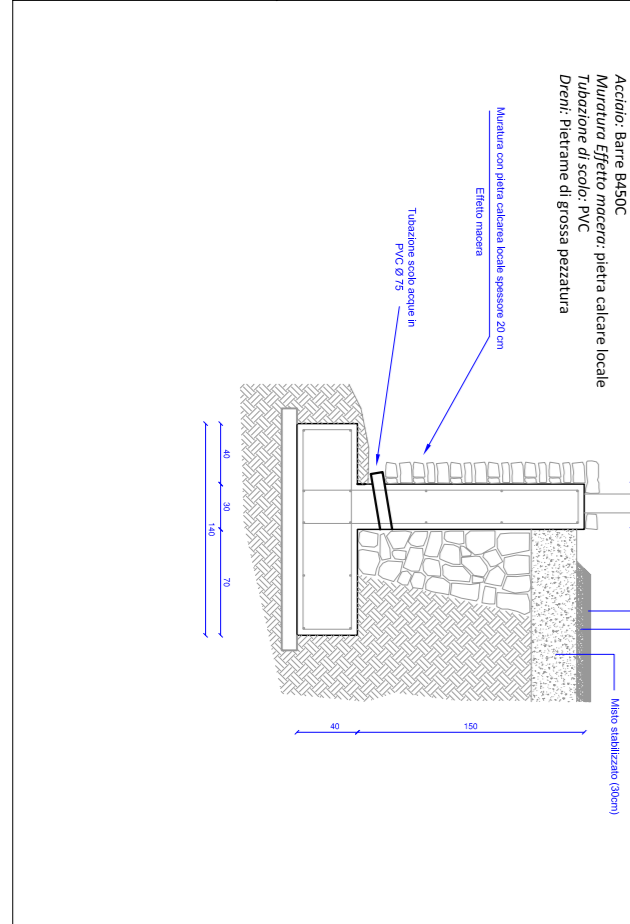 Acciaio: Barre B450C
Muratura Effetto macera: pietra calcare locale
Tubazione di scolo: PVC
Dreni: Pietrame di grossa pezzatura
Muratura con pietra calcarea locale spessore 20 cm
Effetto macera
Tubazione scolo acque in
PVC Ø 75
Misto stabilizzato (30cm)
40
30
70
140
40
150